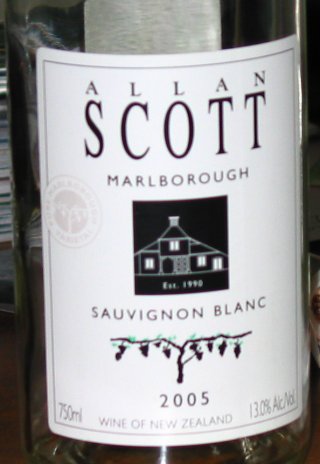 ALLAN
SCOTT
MARLBOROUGH
Est. 1990
SAUVIGNON BLANC
2005
750ml
13.0% Alc/Vol.
WINE OF NEW ZEALAND